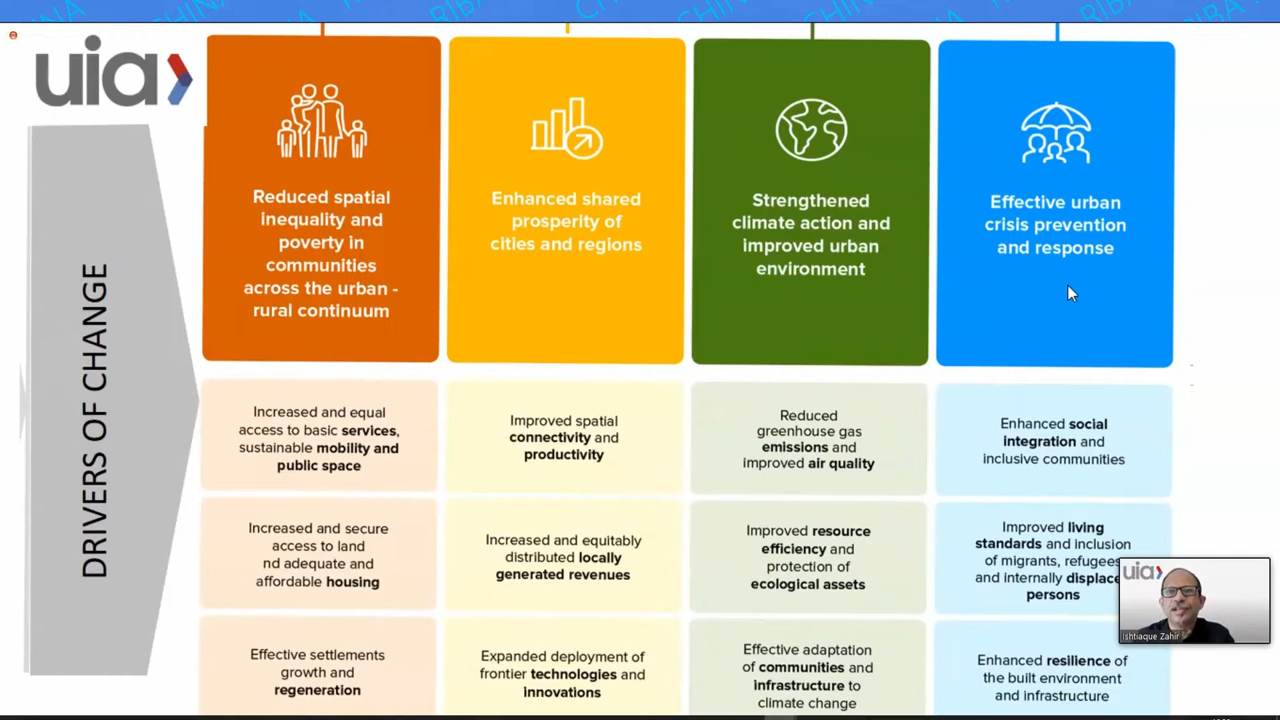 CHINA
RIBA
CHINA
CHINA
RIBA
RIBA
uia
DRIVERS OF CHANGE
Reduced spatial
inequality and
poverty in
communities
across the urban -
rural continuum
Enhanced shared
prosperity of
cities and regions
Strengthened
climate action and
improved urban
environment
Effective urban
crisis prevention
and response
Increased and equal
access to basic services,
sustainable mobility and
public space
Improved spatial
connectivity and
productivity
Reduced
greenhouse gas
emissions and
improved air quality
Enhanced social
integration and
inclusive communities
Increased and secure
access to land
nd adequate and
affordable housing
Increased and equitably
distributed locally
generated revenues
Improved resource
efficiency and
protection of
ecological assets
Improved living
standards and inclusion
of migrants, refugees
and internally displace
persons
Effective settlements
growth and
regeneration
Expanded deployment of
frontier technologies and
innovations
Effective adaptation
of communities and
infrastructure to
climate change
Enhanced resilience of
the built environment
and infrastructure
uia
Ishtiaque Zahir